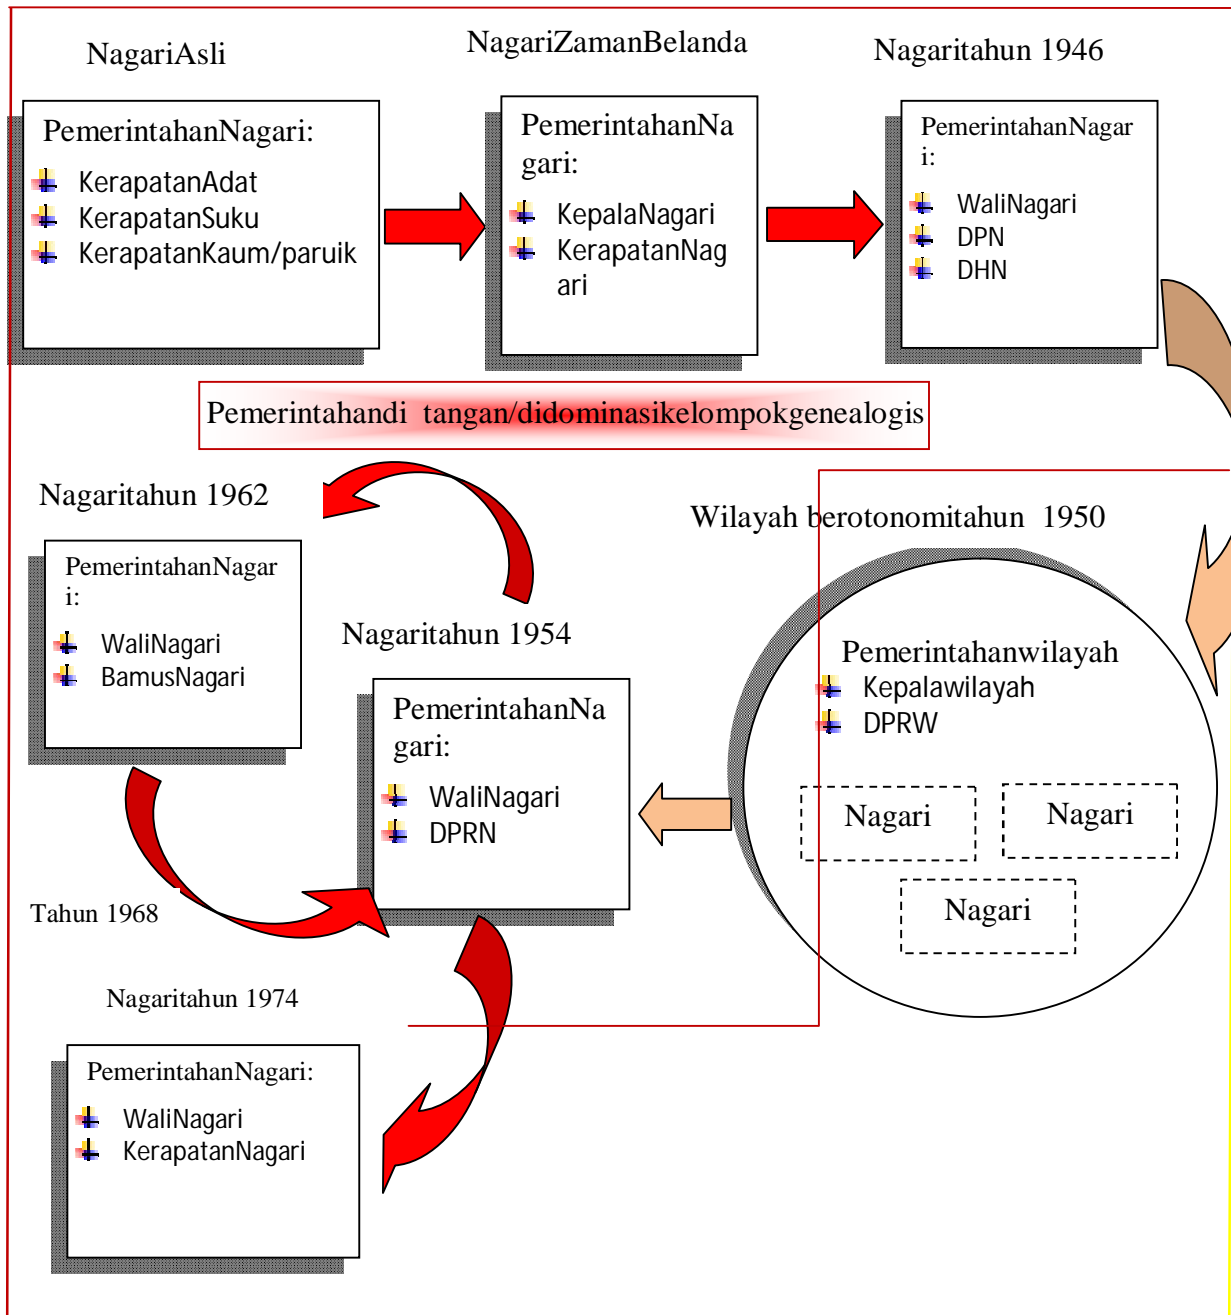 NagariAsli
NagariZamanBelanda
Nagaritahun 1946
PemerintahanNagari:
KerapatanAdat
KerapatanSuku
KerapatanKaum/paruik
PemerintahanNa
gari:
KepalaNagari
KerapatanNag
ari
PemerintahanNagar
i:
WaliNagari
DPN
DHN
Pemerintahandi tangan/didominasikelompokgenealogis
Nagaritahun 1962
PemerintahanNagar
i:
WaliNagari
BamusNagari
Wilayah berotonomitahun 1950
Pemerintahanwilayah
Kepalawilayah
DPRW
Nagari
Nagari
Nagari
Nagaritahun 1954
PemerintahanNa
gari:
WaliNagari
DPRN
Tahun 1968
Nagaritahun 1974
PemerintahanNagari:
WaliNagari
KerapatanNagari